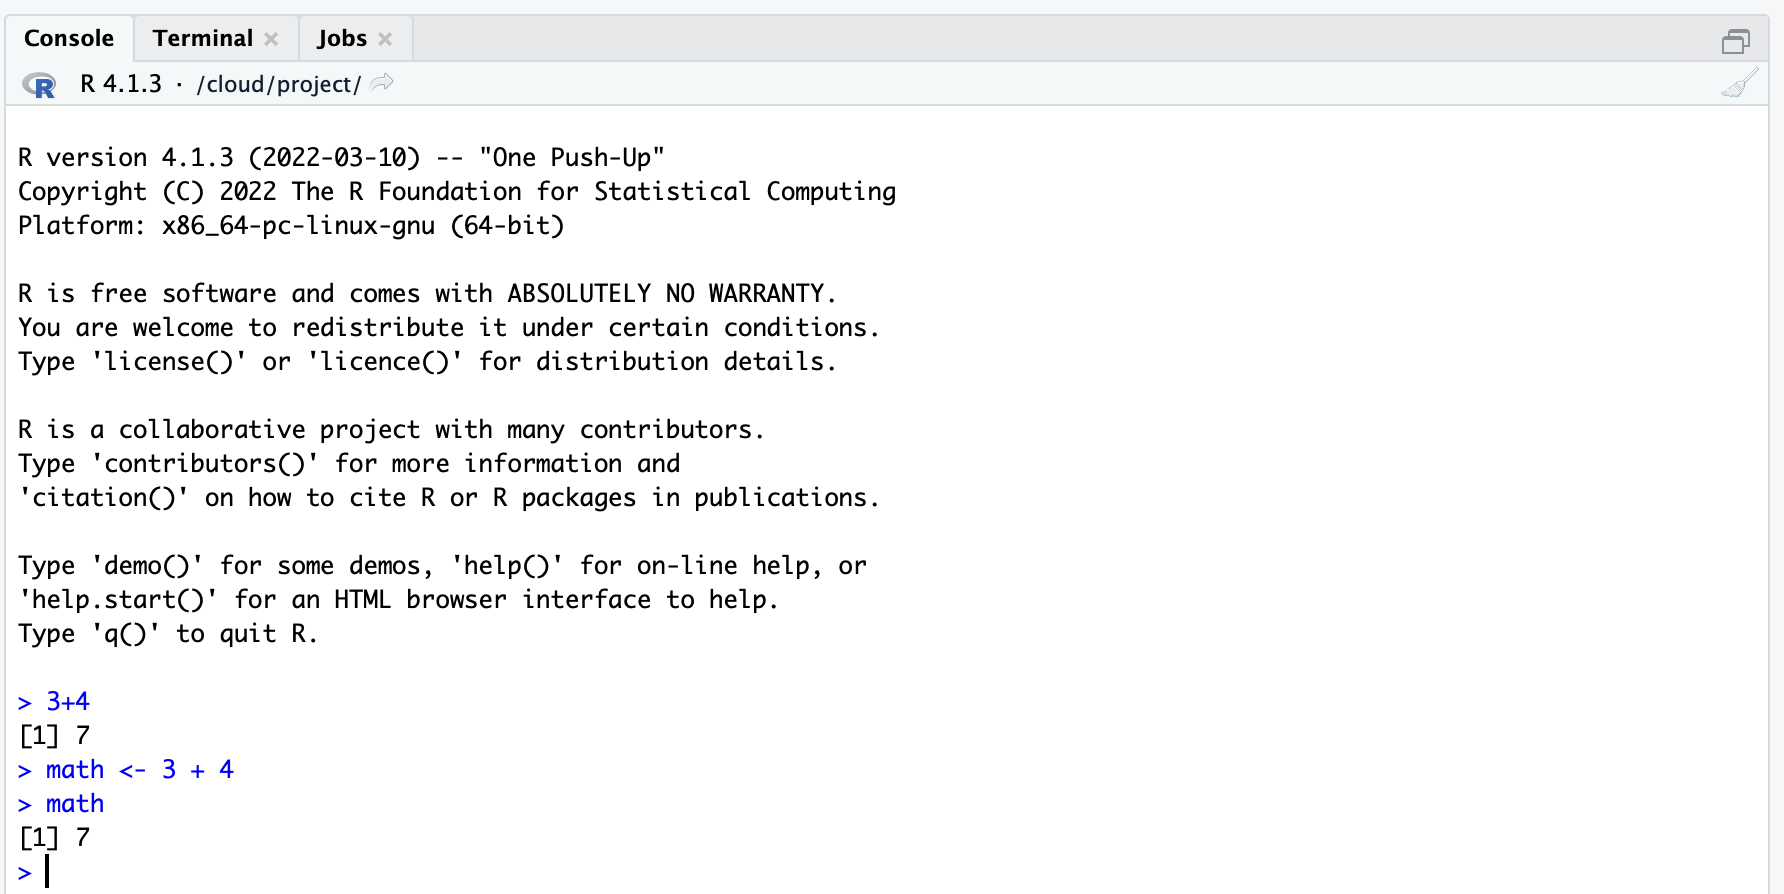 Console Terminal × Jobs ×
R R 4.1.3 · /cloud/project/
R version 4.1.3 (2022-03-10) -- "One Push-Up"
Copyright (C) 2022 The R Foundation for Statistical Computing
Platform: x86_64-pc-linux-gnu (64-bit)
R is free software and comes with ABSOLUTELY NO WARRANTY.
You are welcome to redistribute it under certain conditions.
Type 'license()' or 'licence()' for distribution details.
R is a collaborative project with many contributors.
Type 'contributors()' for more information and
'citation()' on how to cite R or R packages in publications.
Type 'demo()' for some demos, 'help()' for on-line help, or
'help.start()' for an HTML browser interface to help.
Type 'q()' to quit R.
> 3+4
[1] 7
> math <- 3 + 4
> math
[1] 7
>